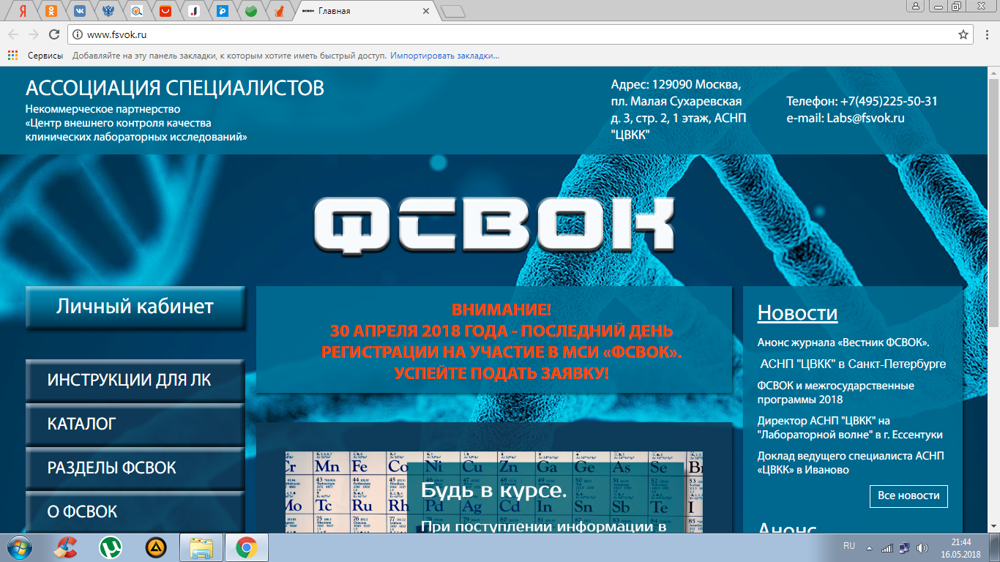 Главная
www.fsvok.ru
Сервисы Добавляйте на эту панель закладки, к которым хотите иметь быстрый доступ. Импортировать закладки...
АССОЦИАЦИЯ СПЕЦИАЛИСТОВ
Некоммерческое партнерство
«Центр внешнего контроля качества
клинических лабораторных исследований»
Адрес: 129090 Москва,
пл. Малая Сухаревская
д. 3, стр. 2, 1 этаж, АСНП
"ЦВКК"
Телефон: +7(495)225-50-31
e-mail: Labs@fsvok.ru
ФСВОК
Личный кабинет
ИНСТРУКЦИИ ДЛЯ ЛК
КАТАЛОГ
РАЗДЕЛЫ ФСВОК
О ФСВОК
ВНИМАНИЕ!
30 АПРЕЛЯ 2018 ГОДА - ПОСЛЕДНИЙ ДЕНЬ
РЕГИСТРАЦИИ НА УЧАСТИЕ В МСИ «ФСВОК».
УСПЕЙТЕ ПОДАТЬ ЗАЯВКУ!
Cr Mn Fe Co Ni Cu Zn Ga Ge As Se
Mo Tc Ru Rh Pd Ag Cd In Sn Sb Te I
Будь в курсе.
При поступлении информации в
Новости
Анонс журнала «Вестник ФСВОК».
АСНП "ЦВКК" в Санкт-Петербурге
ФСВОК и межгосударственные
программы 2018
Директор АСНП "ЦВКК" на
"Лабораторной волне" в г. Ессентуки
Доклад ведущего специалиста АСНП
«ЦВКК» в Иваново
Все новости
Анонс
RU
21:44
16.05.2018